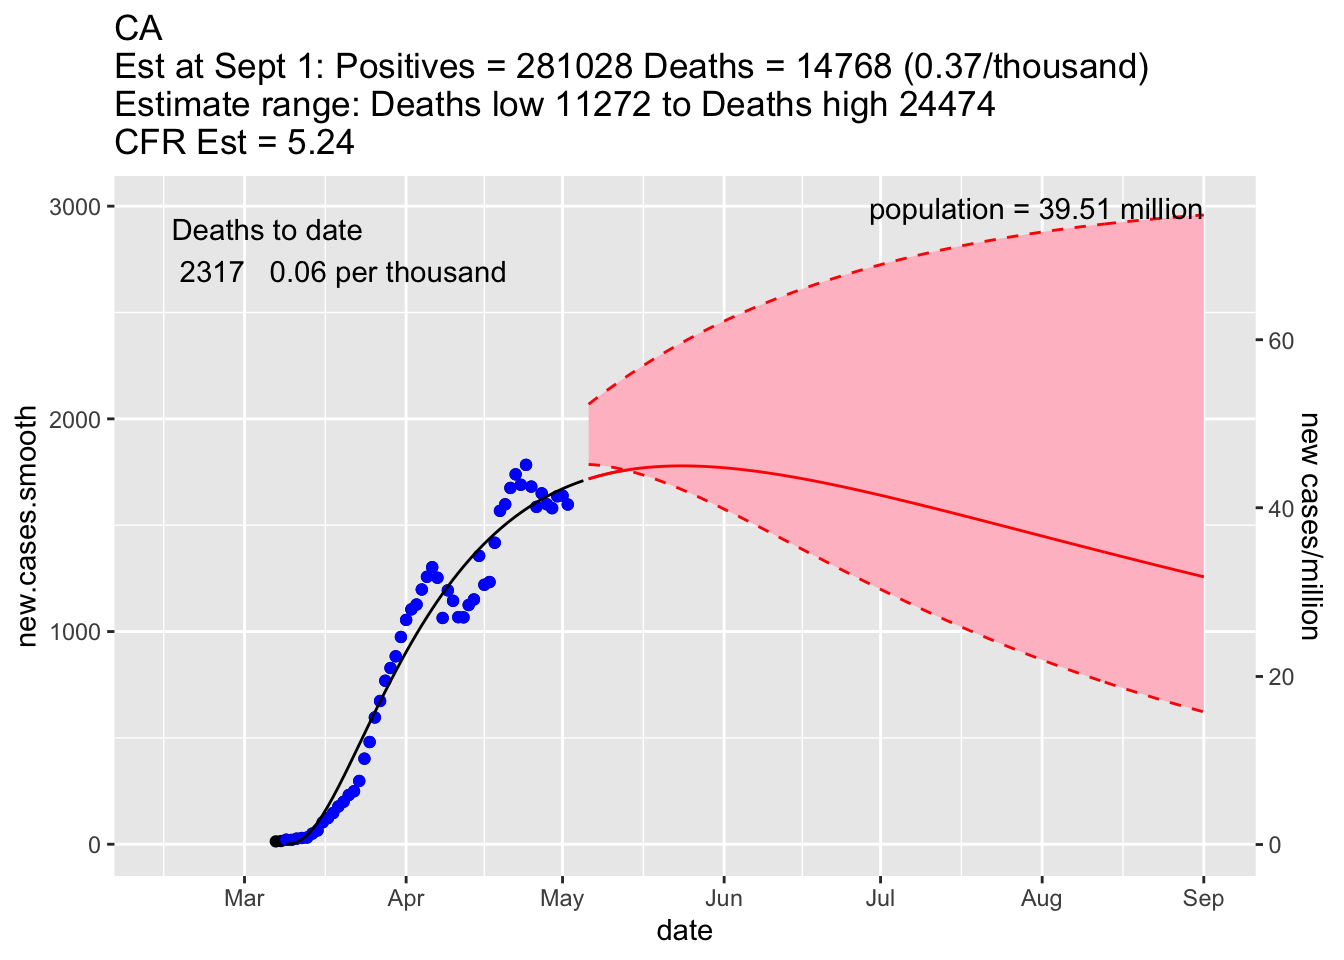 CA
Est at Sept 1: Positives = 281028 Deaths = 14768 (0.37/thousand)
Estimate range: Deaths low 11272 to Deaths high 24474
CFR Est = 5.24
Deaths to date
2317 0.06 per thousand
population = 39.51 million
3000
2000
1000
0
new.cases.smooth
60
40
20
0
new cases/million
Mar Apr May Jun Jul Aug Sep
date